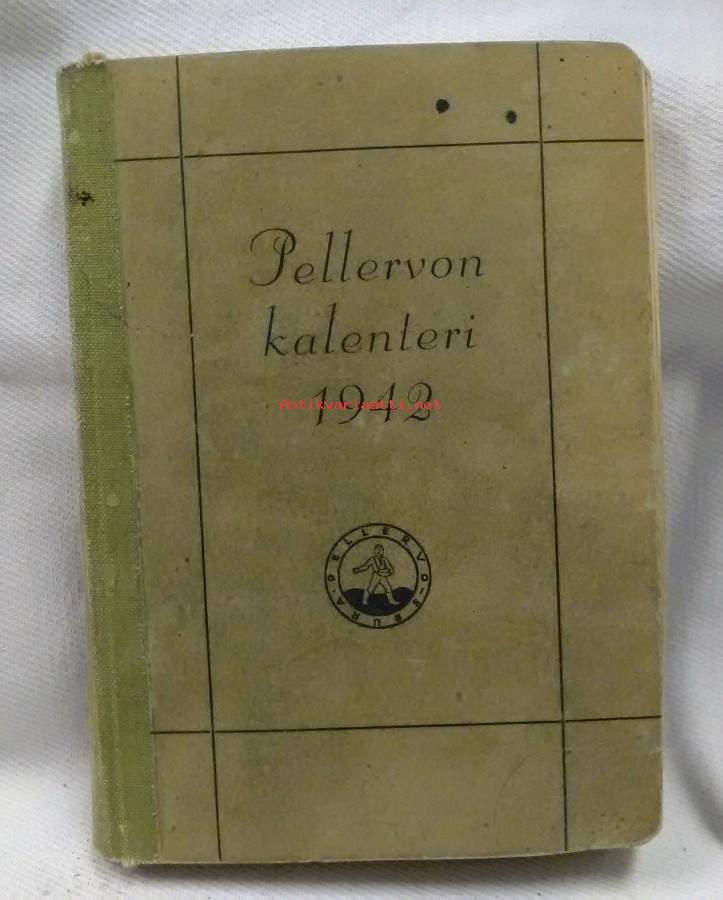 Pellervon
kalenteri
1942
Antikvariaatti.net
PELLERVO-SEURA